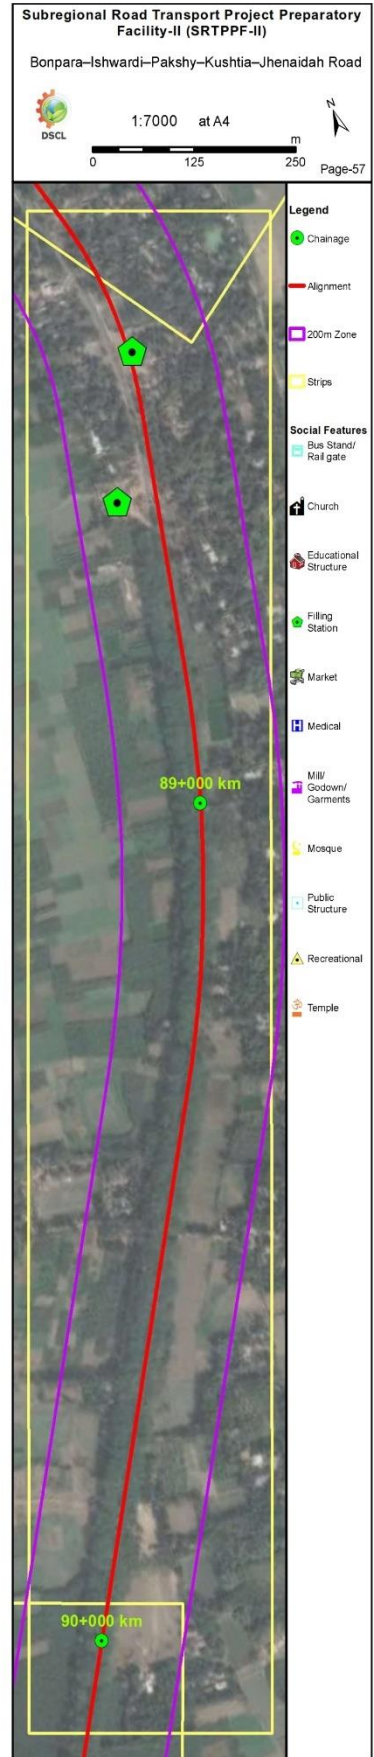 Subregional Road Transport Project Preparatory
Facility-II (SRTPPF-II)
Bonpara–Ishwardi–Pakshy–Kushtia–Jhenaidah Road
DSCL
1:7000 at A4
N
m
0 125 250
Page-57
Legend
Chainage
Alignment
200m Zone
Strips
Social Features
Bus Stand/
Rail gate
Church
Educational
Structure
Filling
Station
Market
H Medical
Mill/
Godown/
Garments
Mosque
Public
Structure
Recreational
Temple
89+000 km
90+000 km